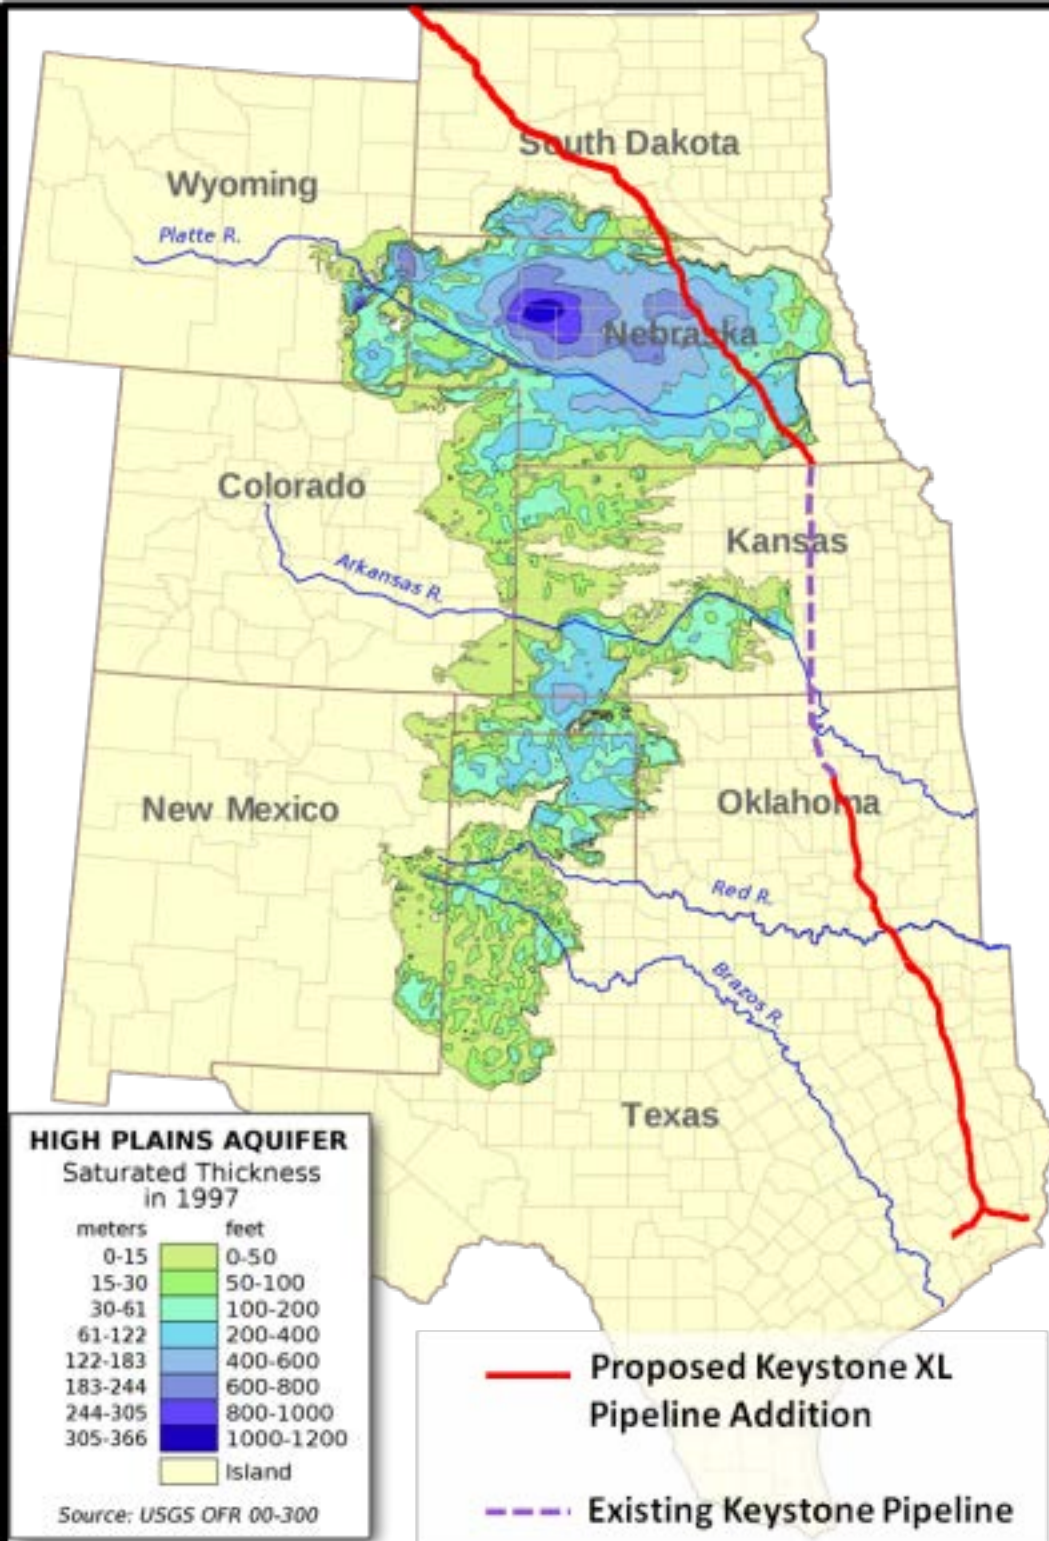 South Dakota
Wyoming
Platte R.
Nebraska
Colorado
Kansas
Arkansas R.
New Mexico
Oklahoma
Red R.
Brazos R.
Texas
HIGH PLAINS AQUIFER
Saturated Thickness
in 1997
meters feet
0-15 0-50
15-30 50-100
30-61 100-200
61-122 200-400
122-183 400-600
183-244 600-800
244-305 800-1000
305-366 1000-1200
Island
Source: USGS OFR 00-300
Proposed Keystone XL
Pipeline Addition
Existing Keystone Pipeline